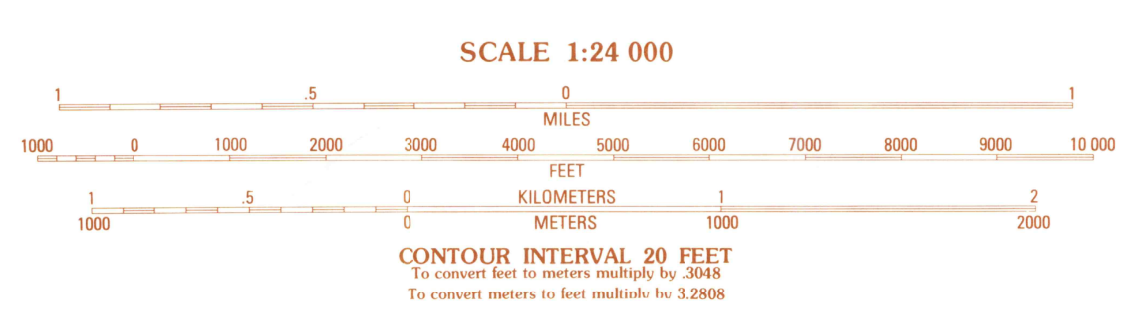 SCALE 1:24 000
1 .5 0 1
MILES
1000 0 1000 2000 3000 4000 5000 6000 7000 8000 9000 10 000
FEET
1 .5 0 KILOMETERS 1 2
1000 0 METERS 1000 2000
CONTOUR INTERVAL 20 FEET
To convert feet to meters multiply by .3048
To convert meters to feet multiply by 3.2808